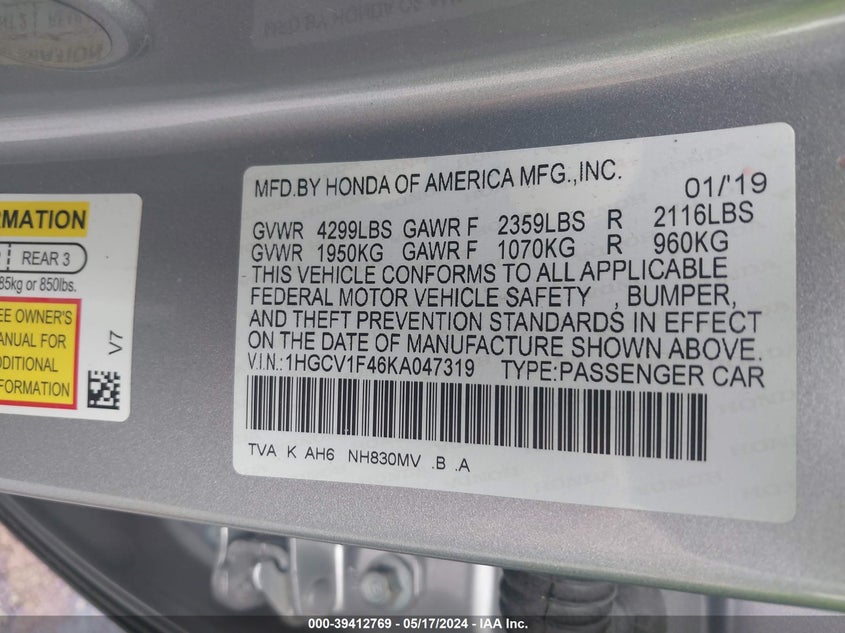 MFD.BY HONDA OF AMERICA MFG.,INC. 01/'19
GVWR 4299LBS GAWR F 2359LBS R 2116LBS
GVWR 1950KG GAWR F 1070KG R 960KG
THIS VEHICLE CONFORMS TO ALL APPLICABLE
FEDERAL MOTOR VEHICLE SAFETY , BUMPER,
AND THEFT PREVENTION STANDARDS IN EFFECT
ON THE DATE OF MANUFACTURE SHOWN ABOVE.
V.I.N.:1HGCV1F46KA047319 TYPE:PASSENGER CAR
TVA K AH6 NH830MV .B .A
RMATION
REAR 3
85kg or 850lbs.
EE OWNER'S
ANUAL FOR
DDITIONAL
FORMATION
V7
000-39412769 - 05/17/2024 - IAA Inc.